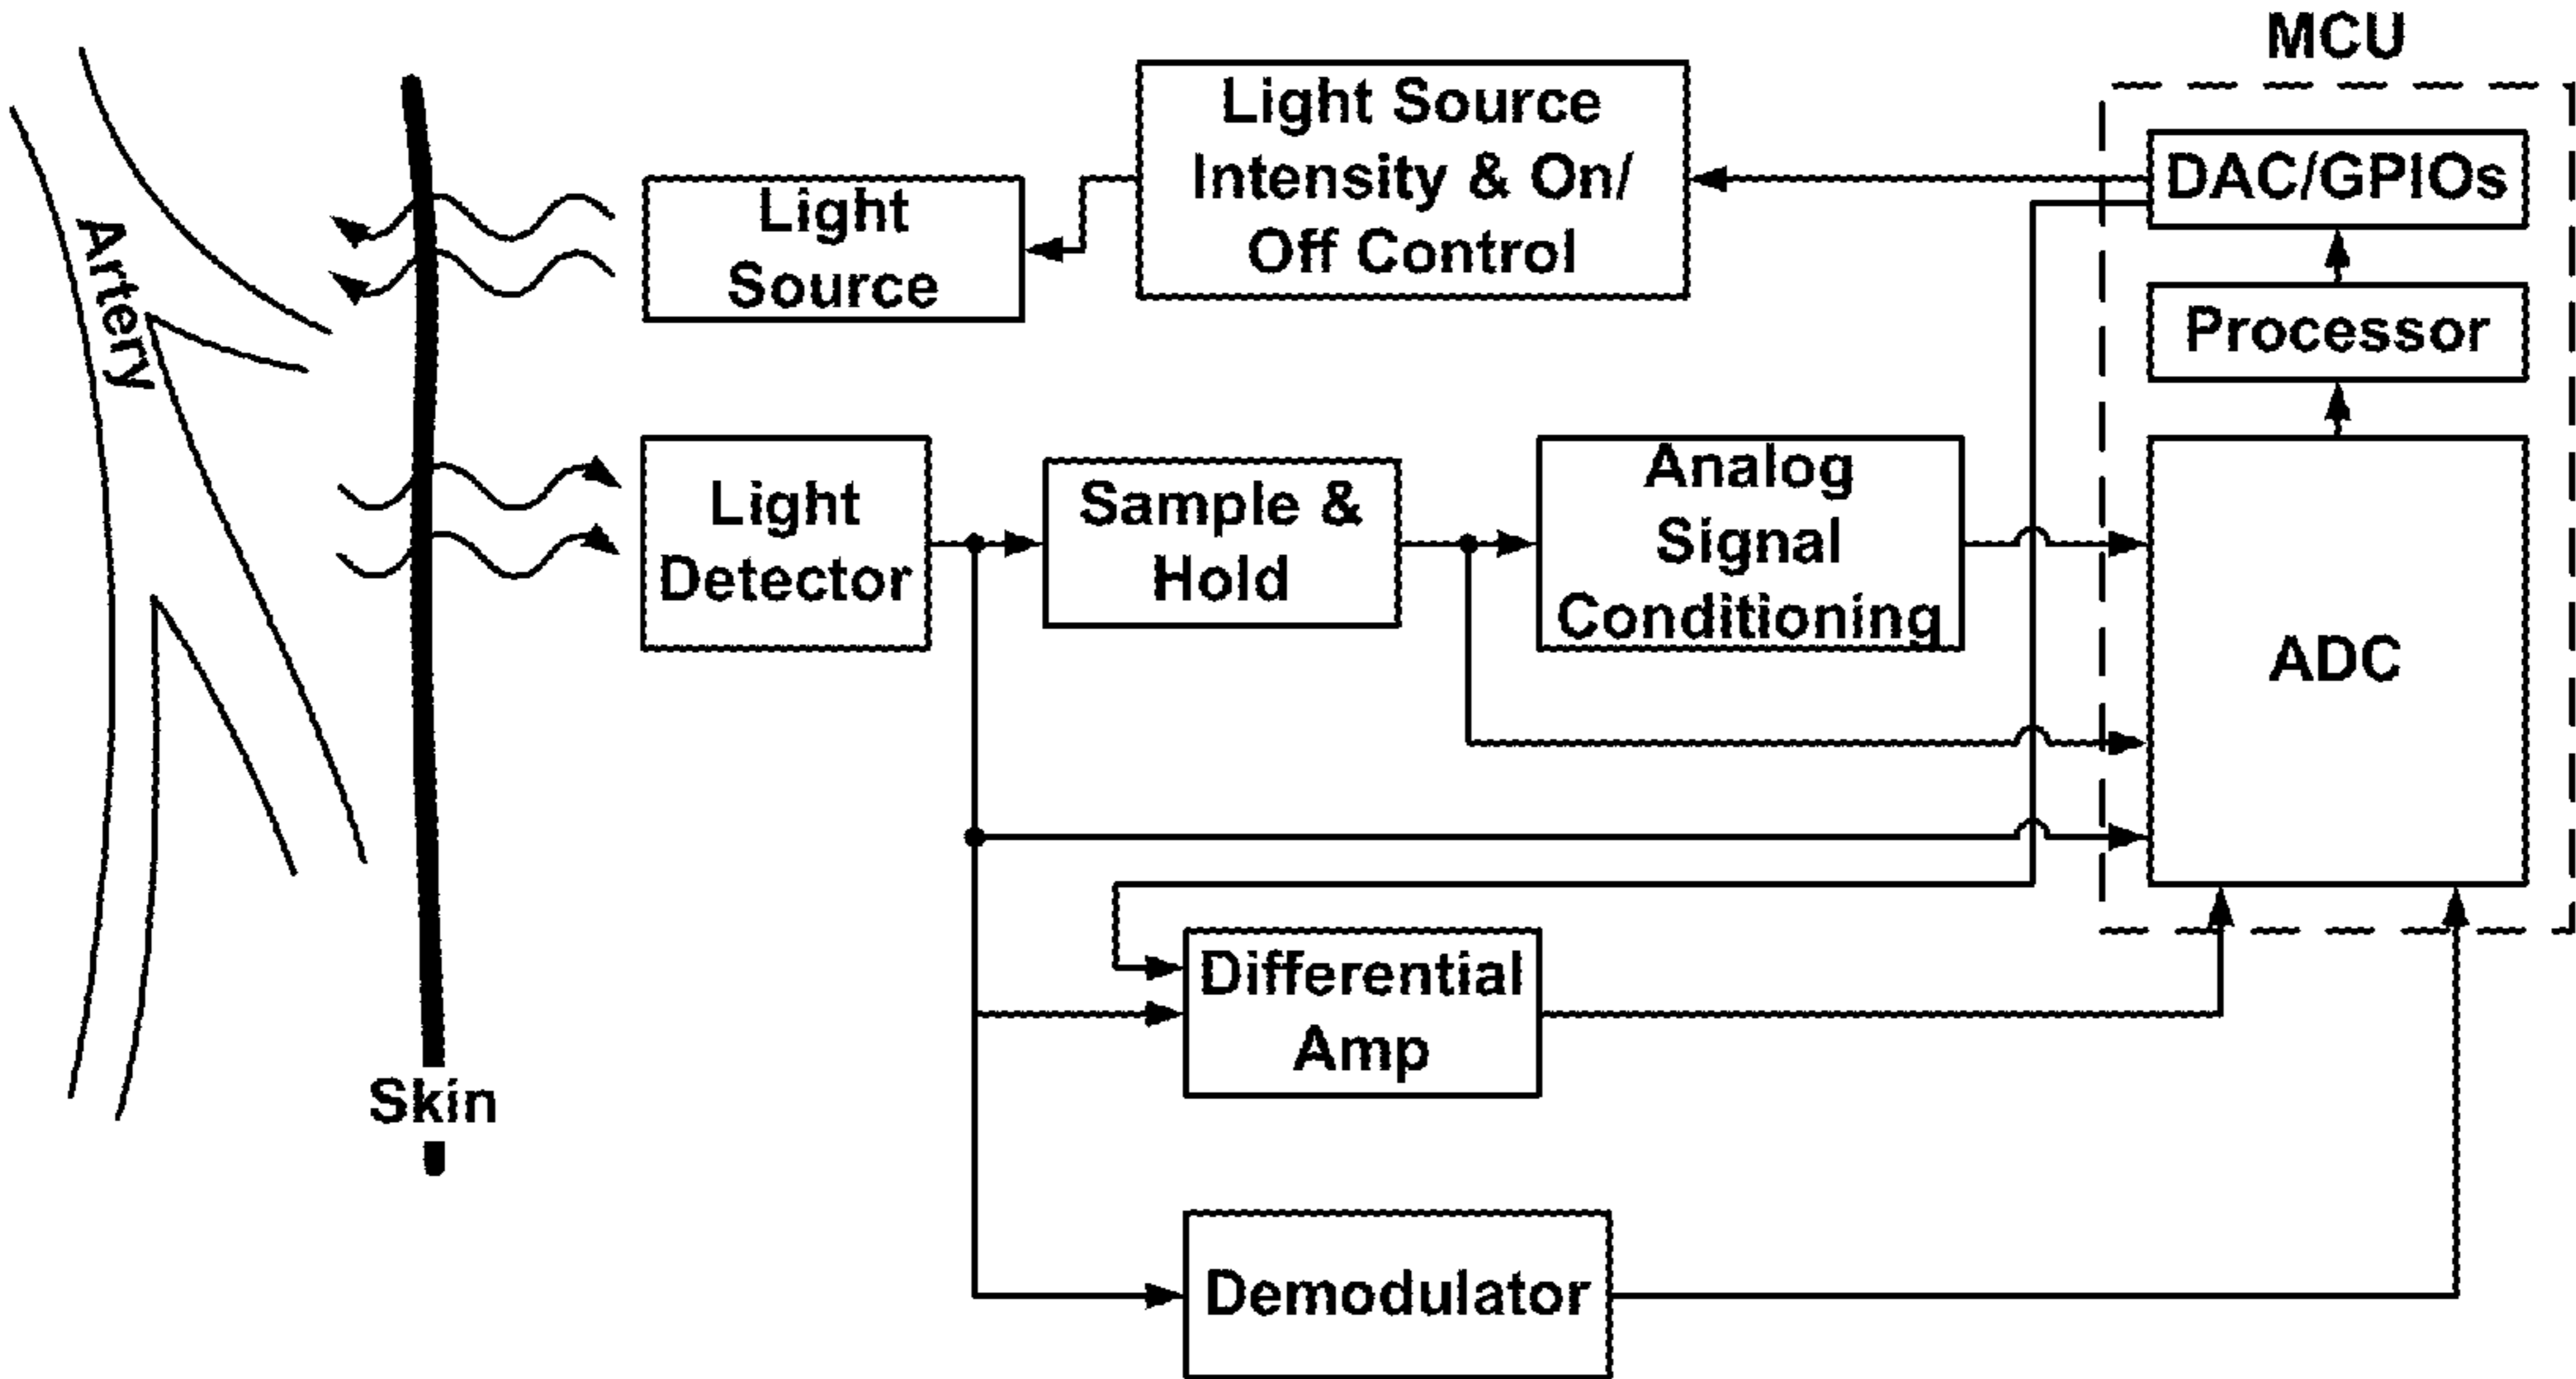 MCU
Light Source
Intensity & On/
Off Control
DAC/GPIOs
Light
Source
Processor
Artery
Light
Detector
Sample &
Hold
Analog
Signal
Conditioning
ADC
Differential
Amp
Skin
Demodulator